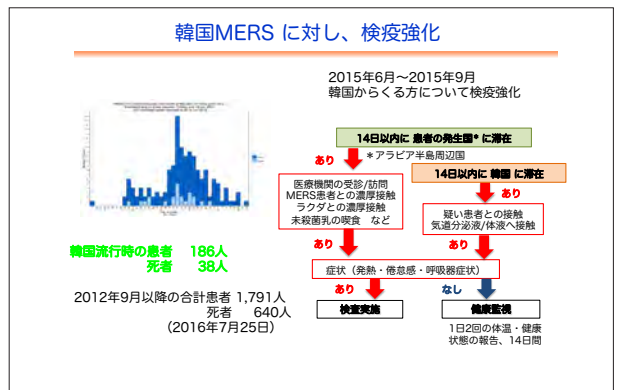 韓国MERS に対し、検疫強化
2015年6月～2015年9月
韓国からくる方について検疫強化
14日以内に 患者の発生国* に滞在
あり
＊アラビア半島周辺国
14日以内に 韓国 に滞在
あり
医療機関の受診/訪問
MERS患者との濃厚接触
ラクダとの濃厚接触
未殺菌乳の喫食 など
疑い患者との接触
気道分泌液/体液へ接触
あり
あり
症状（発熱・倦怠感・呼吸器症状）
あり
なし
検査実施
健康監視
1日2回の体温・健康
状態の報告、14日間
韓国流行時の患者 186人
死者 38人
2012年9月以降の合計患者 1,791人
死者 640人
（2016年7月25日）